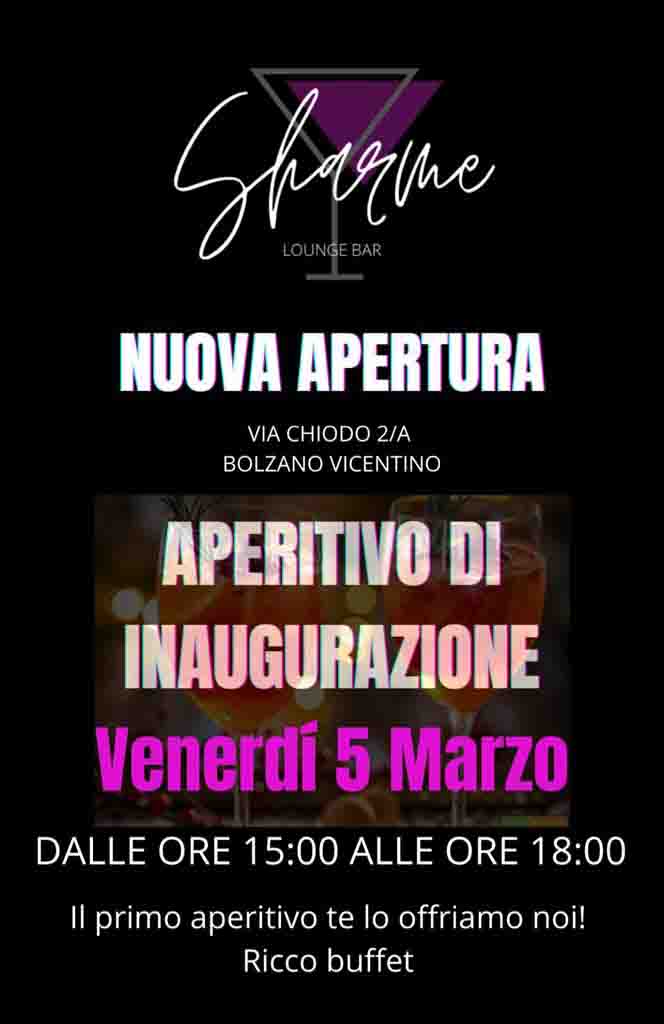 Sharme
LOUNGE BAR
NUOVA APERTURA
VIA CHIODO 2/A
BOLZANO VICENTINO
APERITIVO DI
INAUGURAZIONE
Venerdí 5 Marzo
DALLE ORE 15:00 ALLE ORE 18:00
Il primo aperitivo te lo offriamo noi!
Ricco buffet